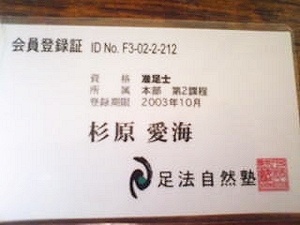 会員登録証 ID No. F3-02-2-212
資格 准足士
所属 本部 第2課程
登録期限 2003年10月
杉原 愛海
足法自然塾